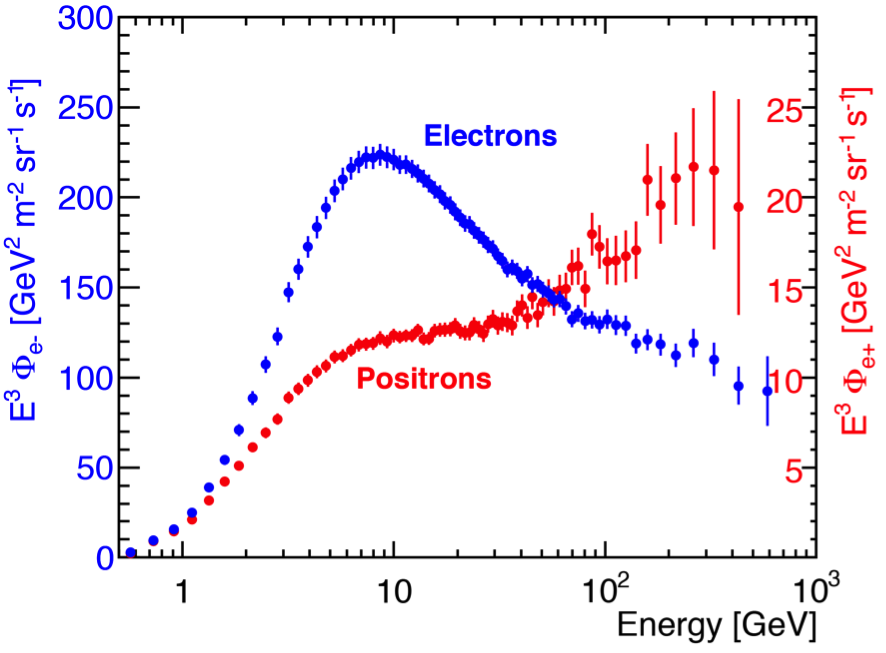 300
250
200
150
100
50
0
E³ Φe- [GeV² m⁻² sr⁻¹ s⁻¹]
Electrons
Positrons
25
20
15
10
5
E³ Φe+ [GeV² m⁻² sr⁻¹ s⁻¹]
1 10 10² 10³
Energy [GeV]